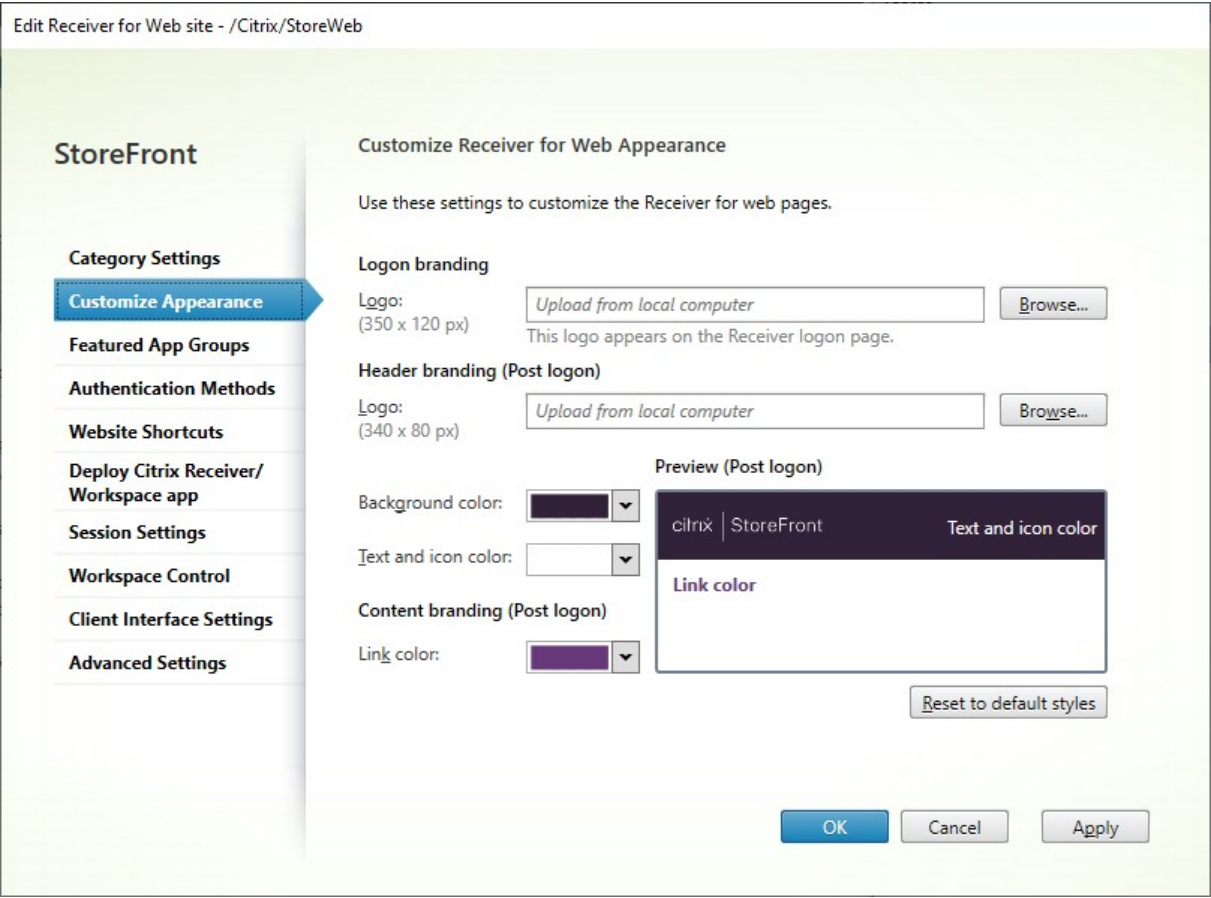 Edit Receiver for Web site - /Citrix/StoreWeb
StoreFront
Category Settings
Customize Appearance
Featured App Groups
Authentication Methods
Website Shortcuts
Deploy Citrix Receiver/
Workspace app
Session Settings
Workspace Control
Client Interface Settings
Advanced Settings
Customize Receiver for Web Appearance
Use these settings to customize the Receiver for web pages.
Logon branding
Logo:
(350 x 120 px)
Upload from local computer
Browse...
This logo appears on the Receiver logon page.
Header branding (Post logon)
Logo:
(340 x 80 px)
Upload from local computer
Browse...
Background color:
Text and icon color:
Content branding (Post logon)
Link color:
Preview (Post logon)
citrix | StoreFront
Text and icon color
Link color
Reset to default styles
OK
Cancel
Apply